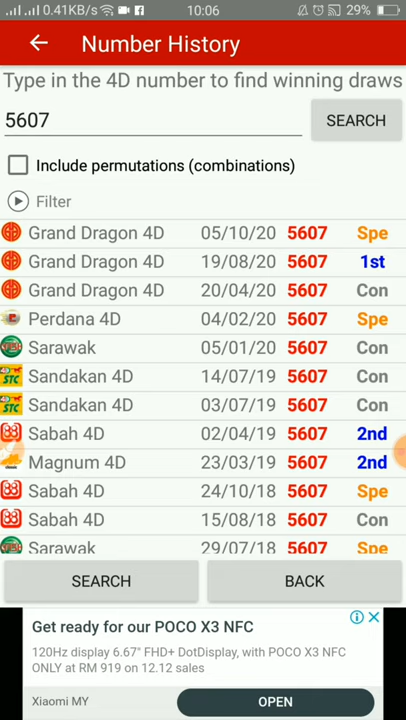 0.41KB/s 10:06 29%
Number History
Type in the 4D number to find winning draws
5607 SEARCH
Include permutations (combinations)
Filter
Grand Dragon 4D 05/10/20 5607 Spe
Grand Dragon 4D 19/08/20 5607 1st
Grand Dragon 4D 20/04/20 5607 Con
Perdana 4D 04/02/20 5607 Spe
Sarawak 05/01/20 5607 Con
STC Sandakan 4D 14/07/19 5607 Con
STC Sandakan 4D 03/07/19 5607 Con
88 Sabah 4D 02/04/19 5607 2nd
Magnum 4D 23/03/19 5607 2nd
88 Sabah 4D 24/10/18 5607 Spe
88 Sabah 4D 15/08/18 5607 Con
Sarawak 29/07/18 5607 Spe
SEARCH BACK
Get ready for our POCO X3 NFC
120Hz display 6.67" FHD+ DotDisplay, with POCO X3 NFC
ONLY at RM 919 on 12.12 sales
Xiaomi MY OPEN